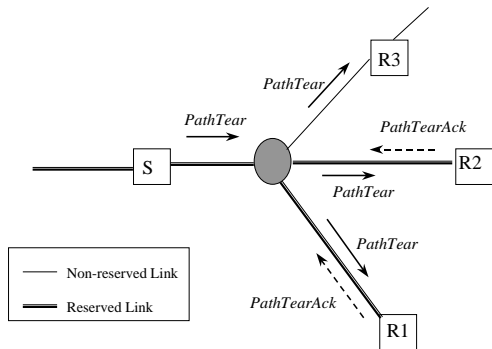 R3
PathTear
PathTear
PathTearAck
S
R2
PathTear
PathTear
Non-reserved Link
PathTearAck
Reserved Link
R1